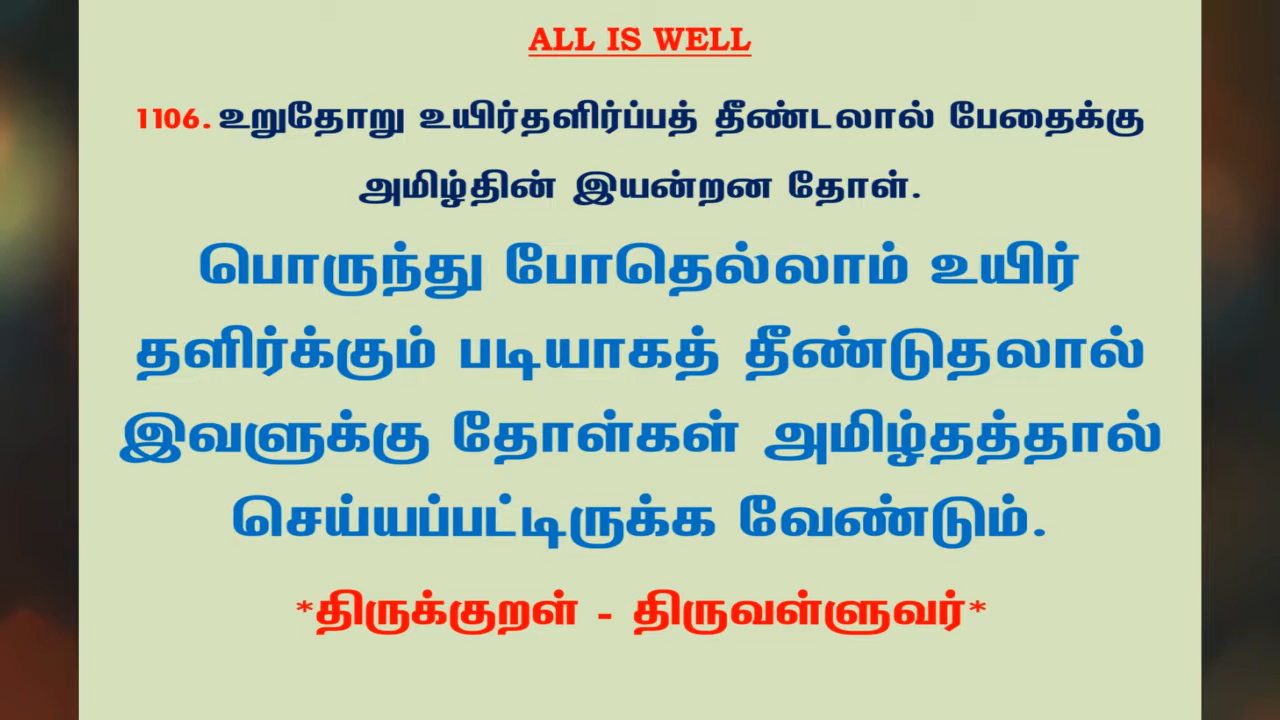 ALL IS WELL
1106. உறுதோறு உயிர்தளிர்ப்பத் தீண்டலால் பேதைக்கு
அமிழ்தின் இயன்றன தோள்.
பொருந்து போதெல்லாம் உயிர்
தளிர்க்கும் படியாகத் தீண்டுதலால்
இவளுக்கு தோள்கள் அமிழ்தத்தால்
செய்யப்பட்டிருக்க வேண்டும்.
*திருக்குறள் - திருவள்ளுவர்*